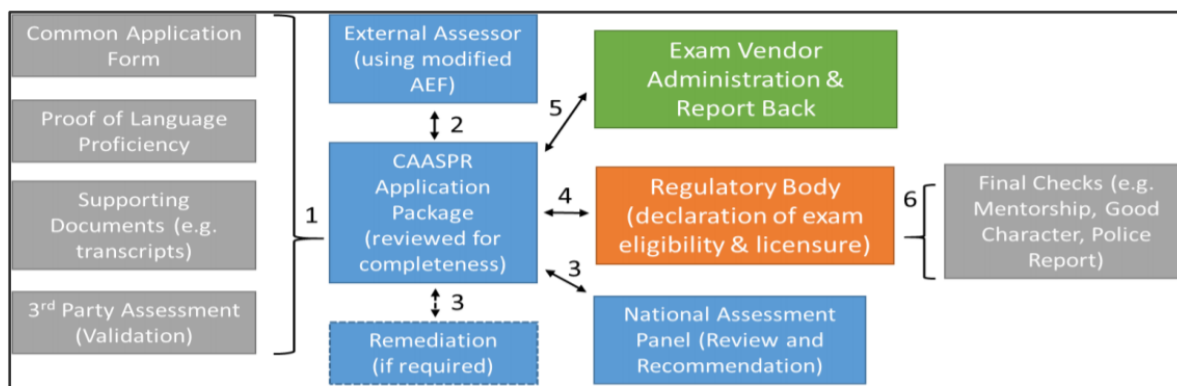 Common Application
Form
Proof of Language
Proficiency
Supporting
Documents (e.g.
transcripts)
3rd Party Assessment
(Validation)
1
External Assessor
(using modified
AEF)
2
CAASPR
Application
Package
(reviewed for
completeness)
3
Remediation
(if required)
5
Exam Vendor
Administration &
Report Back
4
Regulatory Body
(declaration of exam
eligibility & licensure)
3
National Assessment
Panel (Review and
Recommendation)
6
Final Checks (e.g.
Mentorship, Good
Character, Police
Report)